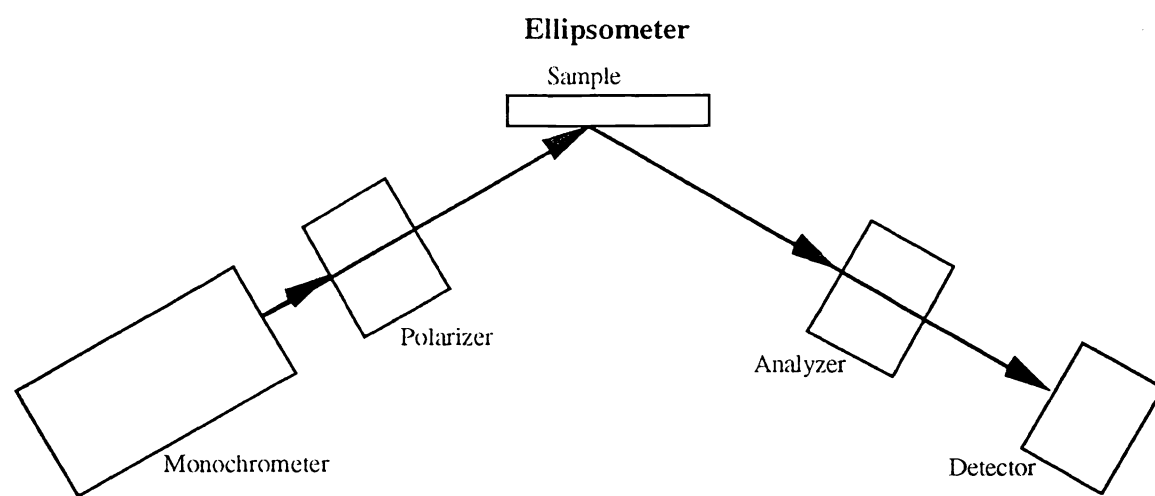 Ellipsometer
Sample
Polarizer
Analyzer
Monochrometer
Detector